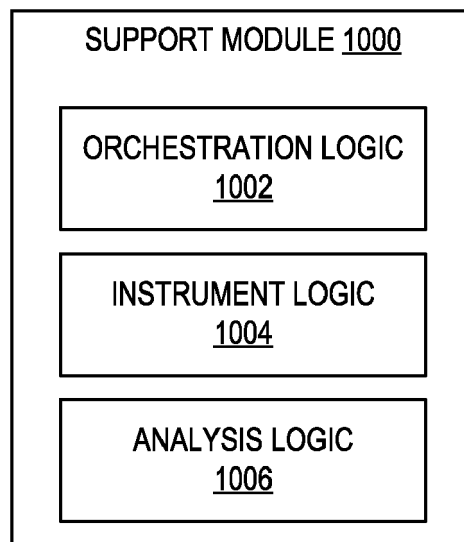 SUPPORT MODULE 1000
ORCHESTRATION LOGIC
1002
INSTRUMENT LOGIC
1004
ANALYSIS LOGIC
1006